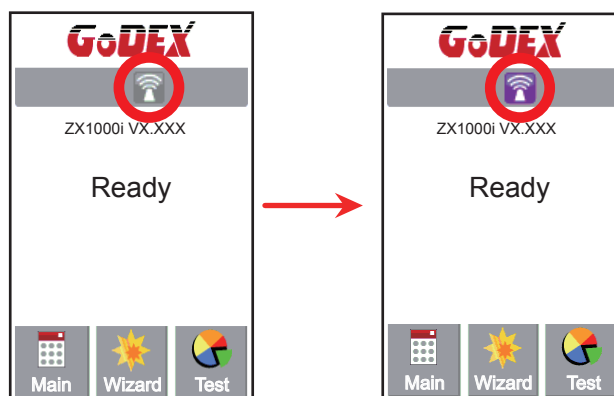 GoDEX
ZX1000i VX.XXX
Ready
Main Wizard Test
GoDEX
ZX1000i VX.XXX
Ready
Main Wizard Test